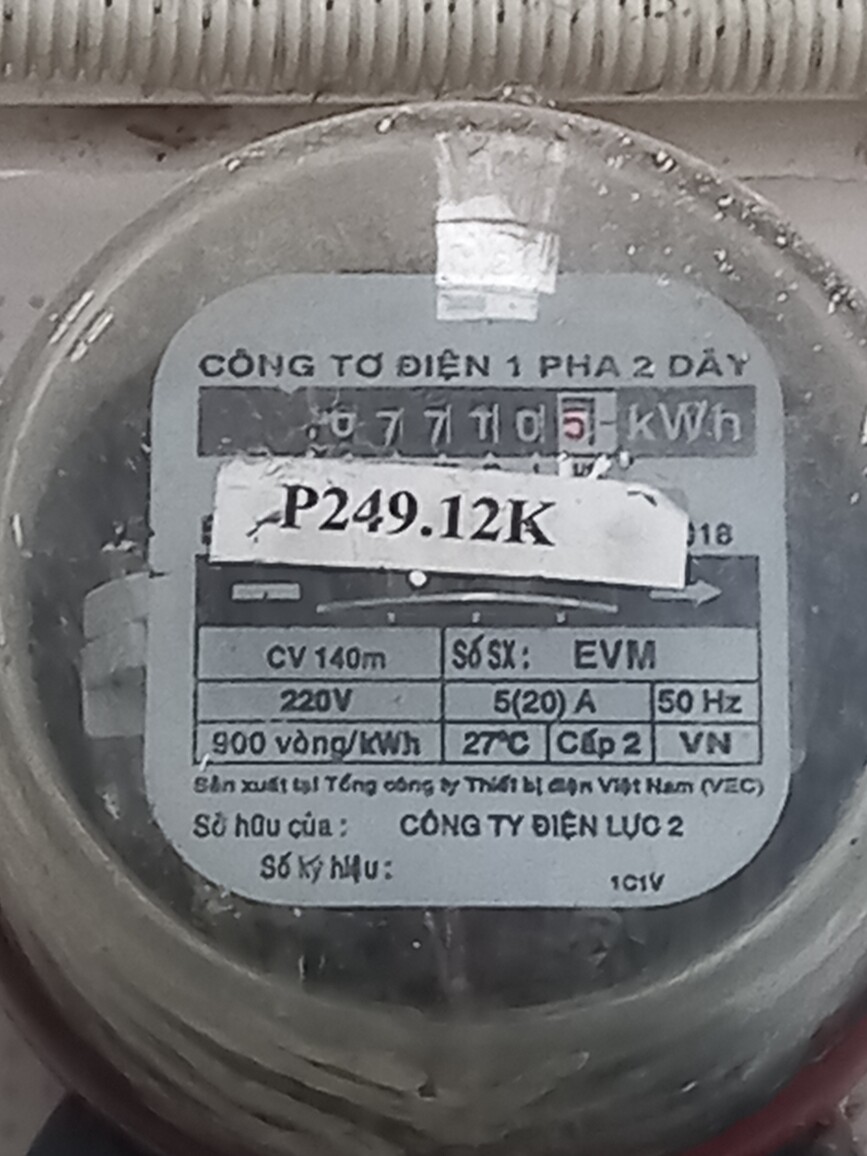 CÔNG TƠ ĐIỆN 1 PHA 2 DÂY
077105 kWh
P249.12K
CV 140m Số SX: EVM
220V 5(20) A 50 Hz
900 vòng/kWh 27°C Cấp 2 VN
Sản xuất tại Tổng công ty Thiết bị điện Việt Nam (VEC)
Sở hữu của: CÔNG TY ĐIỆN LỰC 2
Số ký hiệu:
1C1V